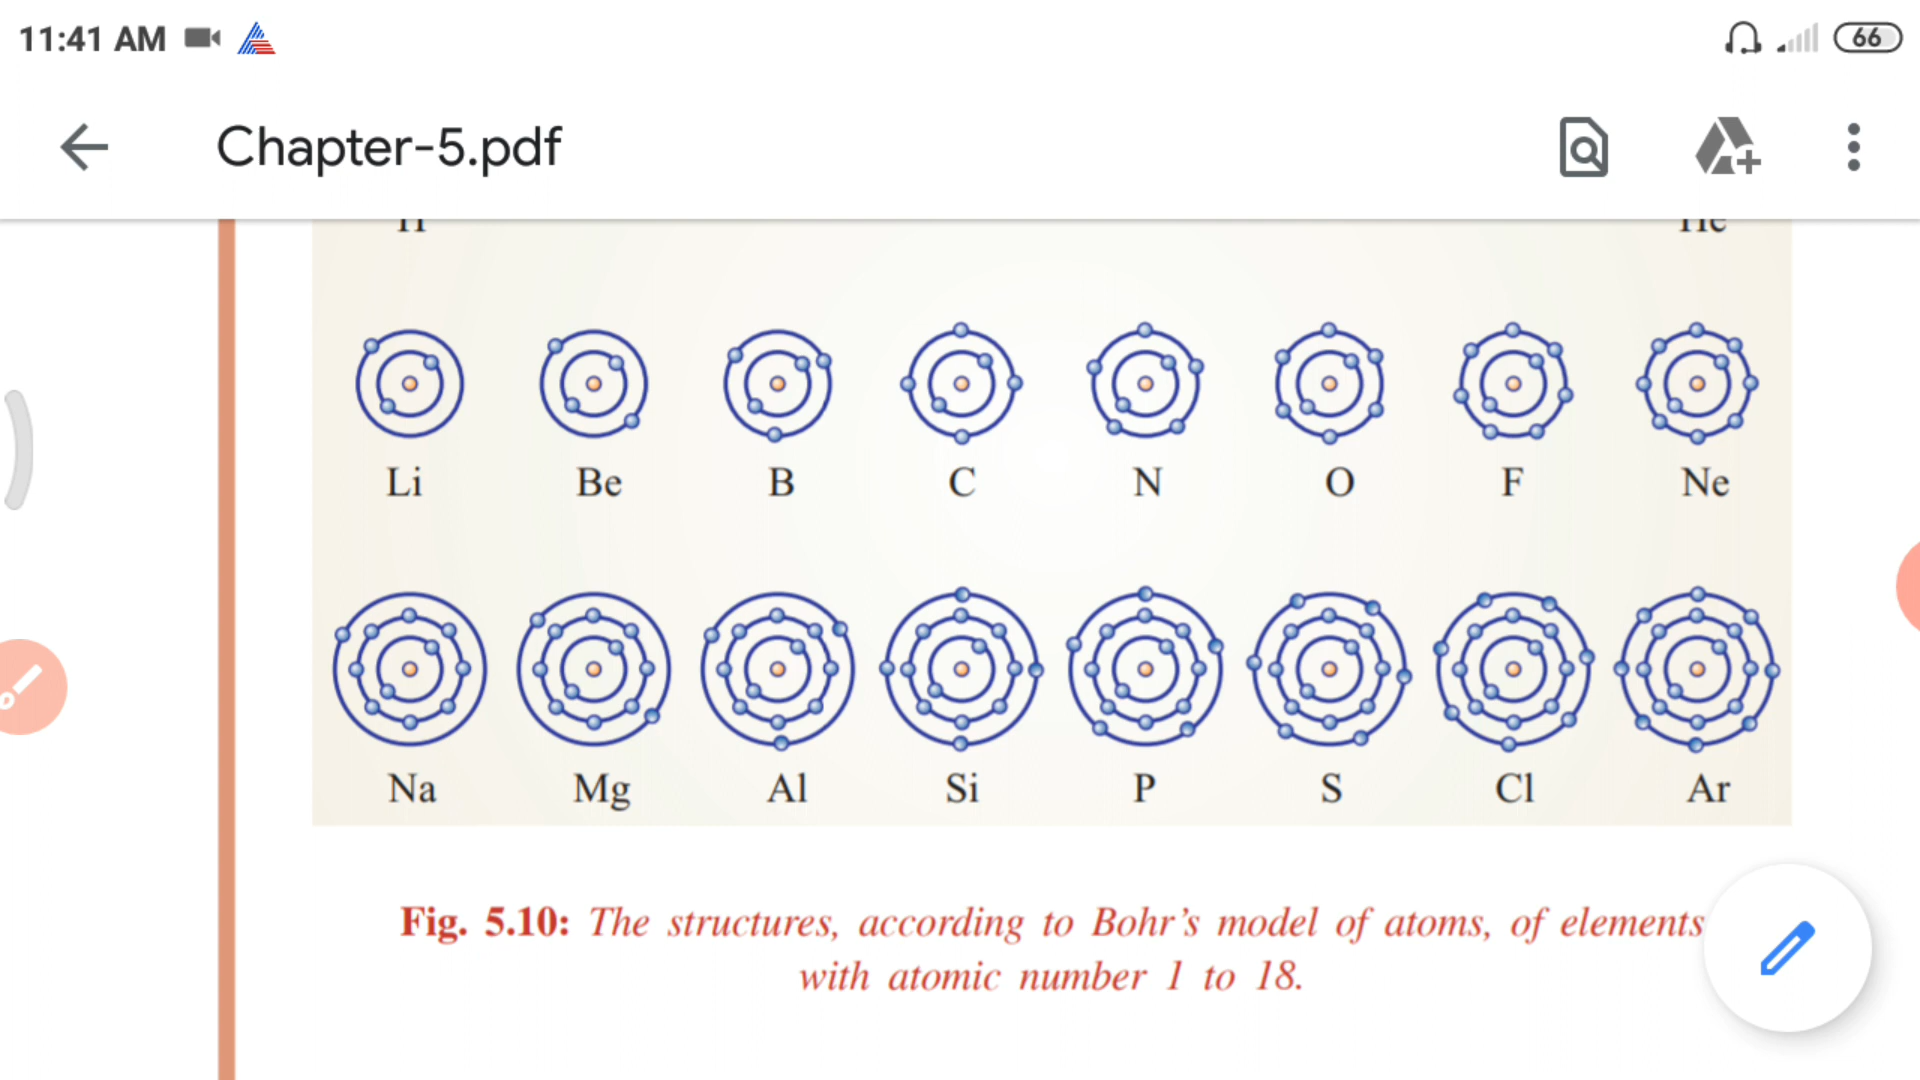 11:41 AM 66
Chapter-5.pdf
Li Be B C N O F Ne
Na Mg Al Si P S Cl Ar
Fig. 5.10: The structures, according to Bohr's model of atoms, of elements
with atomic number 1 to 18.